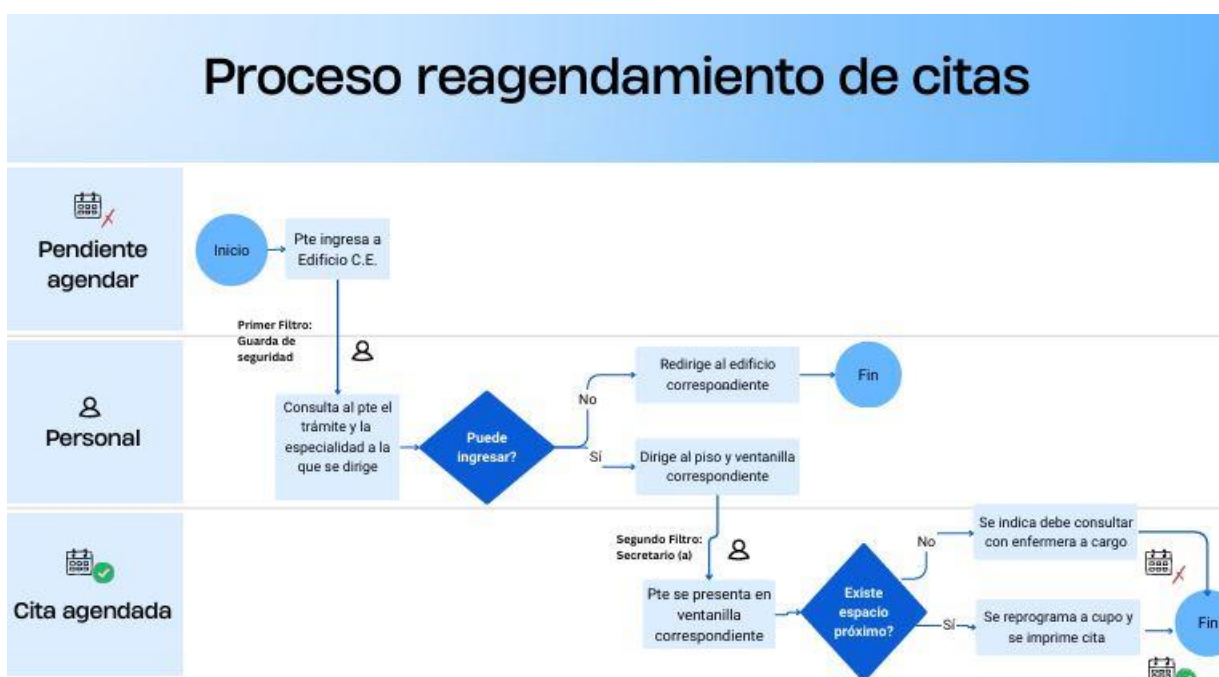 Proceso reagendamiento de citas
Pendiente
agendar
Inicio
Pte ingresa a
Edificio C.E.
Primer Filtro:
Guarda de
seguridad
Personal
Consulta al pte el
trámite y la
especialidad a la
que se dirige
Puede
ingresar?
No
Redirige al edificio
correspondiente
Fin
Sí
Dirige al piso y ventanilla
correspondiente
Cita agendada
Segundo Filtro:
Secretario (a)
Pte se presenta en
ventanilla
correspondiente
Existe
espacio
próximo?
No
Se indica debe consultar
con enfermera a cargo
Sí
Se reprograma a cupo y
se imprime cita
Fin